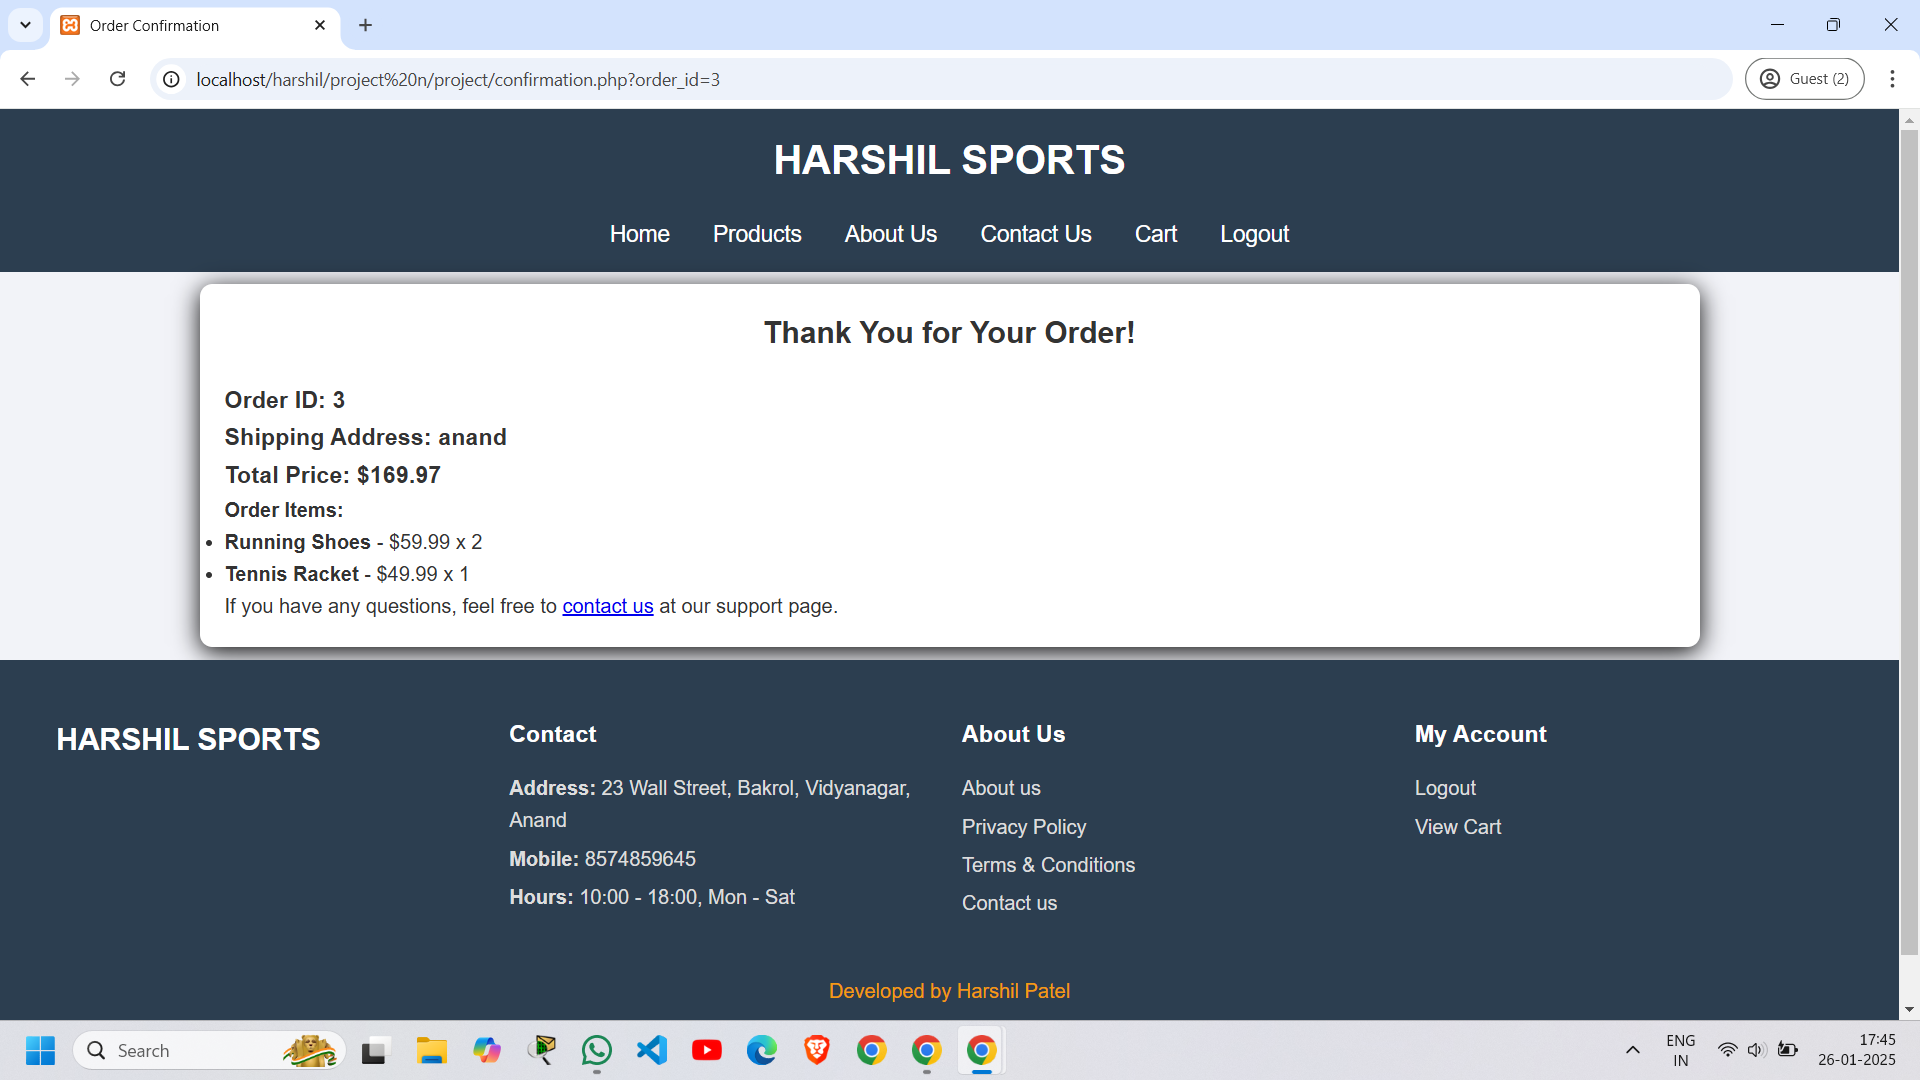 Order Confirmation
localhost/harshil/project%20n/project/confirmation.php?order_id=3
Guest (2)
HARSHIL SPORTS
Home Products About Us Contact Us Cart Logout
Thank You for Your Order!
Order ID: 3
Shipping Address: anand
Total Price: $169.97
Order Items:
• Running Shoes - $59.99 x 2
• Tennis Racket - $49.99 x 1
If you have any questions, feel free to contact us at our support page.
HARSHIL SPORTS
Contact
Address: 23 Wall Street, Bakrol, Vidyanagar,
Anand
Mobile: 8574859645
Hours: 10:00 - 18:00, Mon - Sat
About Us
About us
Privacy Policy
Terms & Conditions
Contact us
My Account
Logout
View Cart
Developed by Harshil Patel
Search
ENG
IN
17:45
26-01-2025